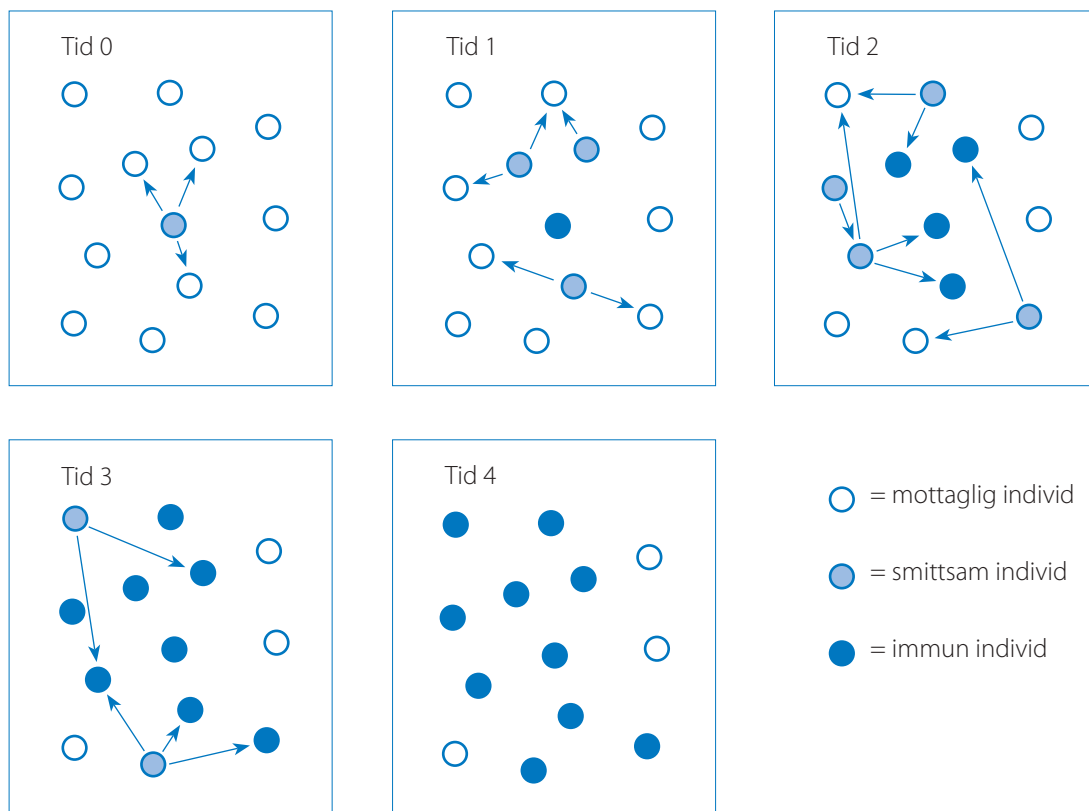 Tid 0
Tid 1
Tid 2
Tid 3
Tid 4
= mottaglig individ
= smittsam individ
= immun individ